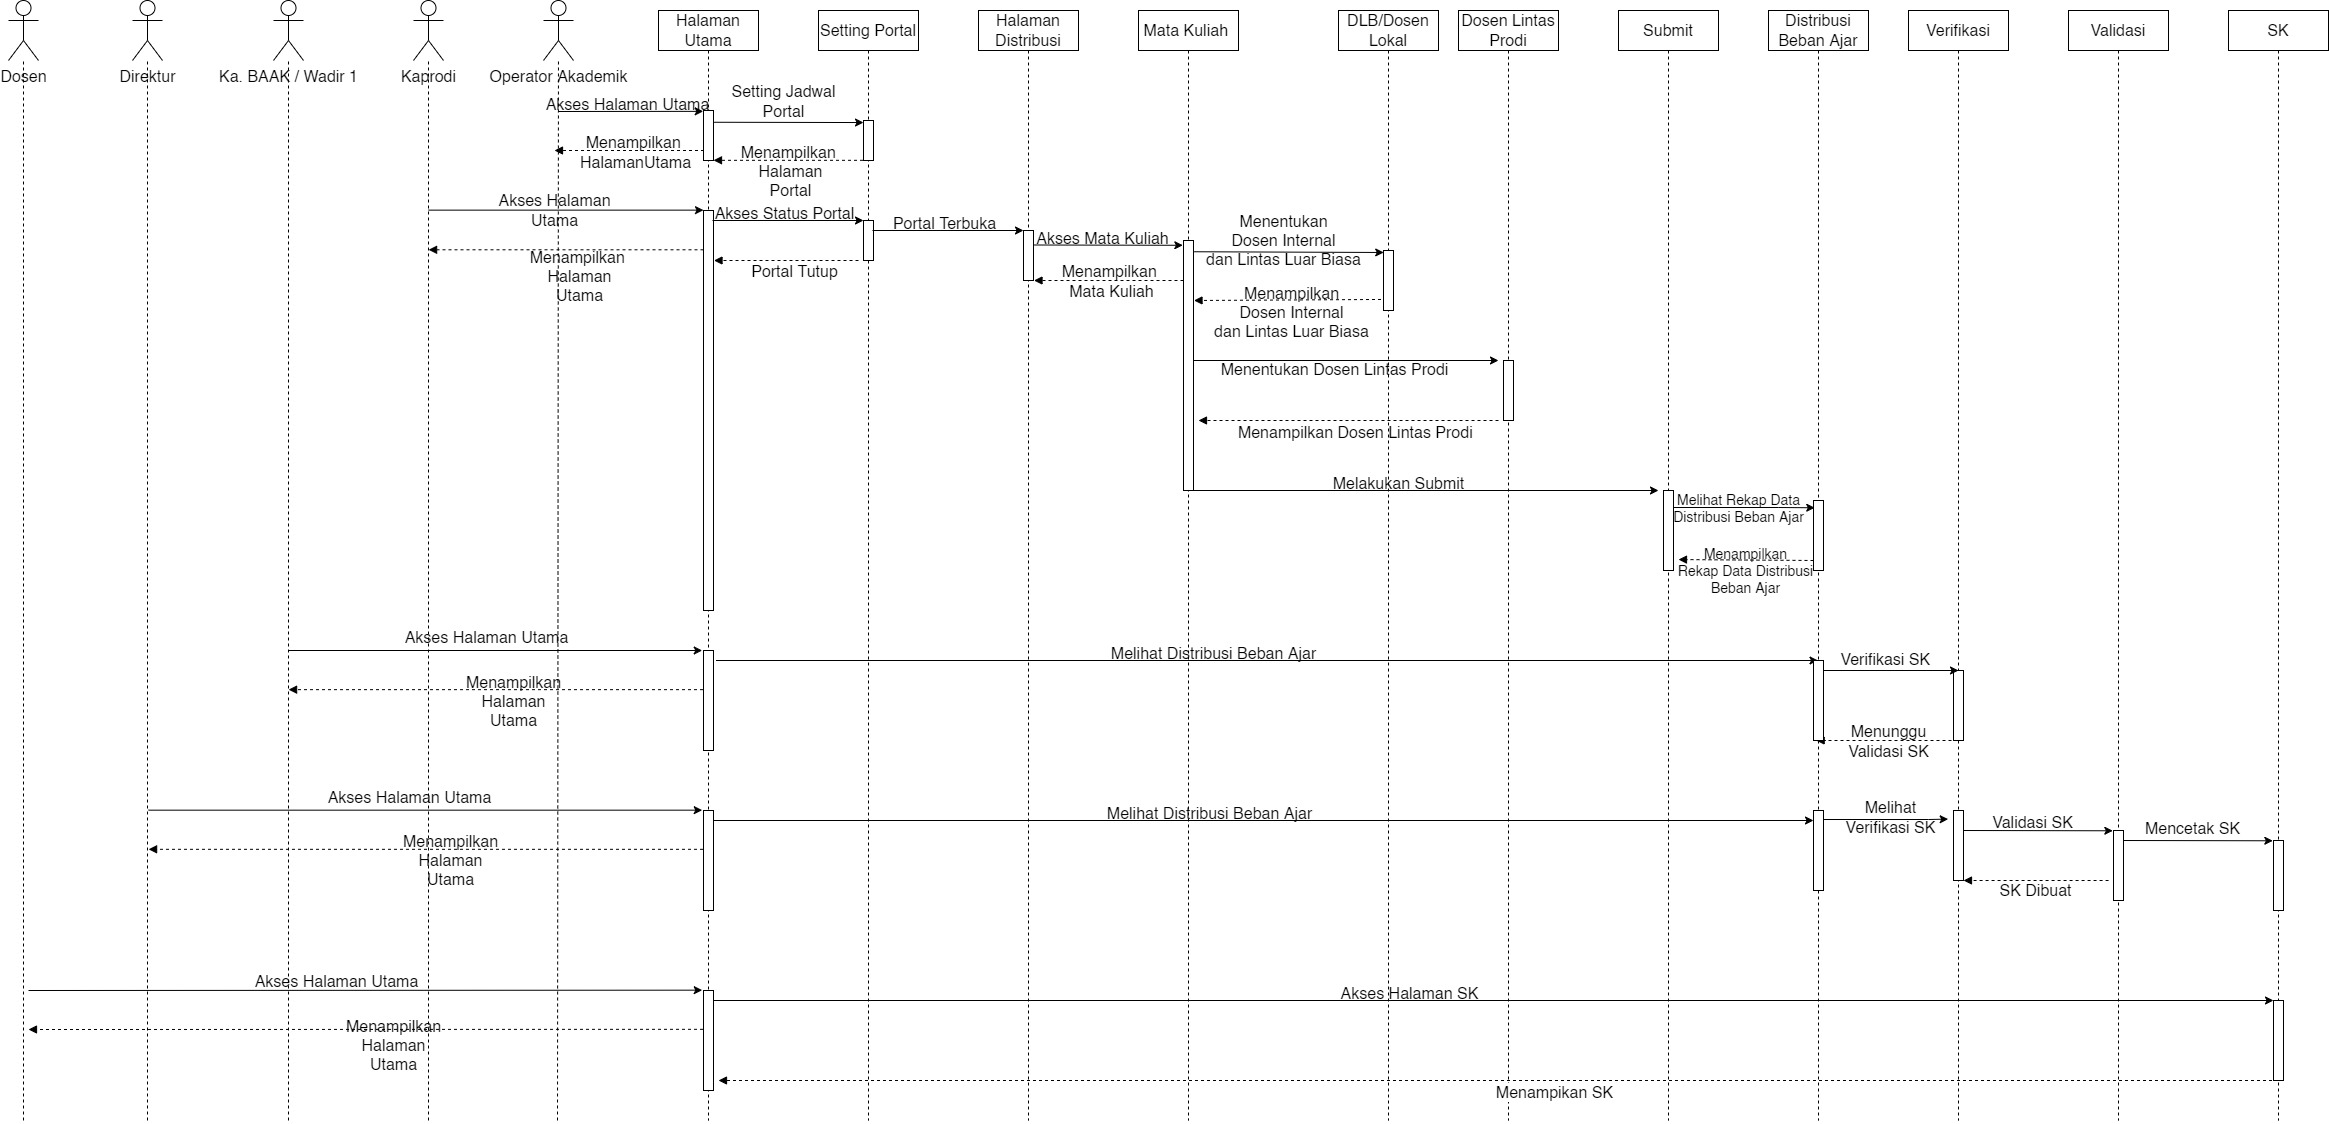 Dosen
Direktur
Ka. BAAK / Wadir 1
Kaprodi
Operator Akademik
Halaman
Utama
Setting Portal
Halaman
Distribusi
Mata Kuliah
DLB/Dosen
Lokal
Dosen Lintas
Prodi
Submit
Distribusi
Beban Ajar
Verifikasi
Validasi
SK
Akses Halaman Utama
Setting Jadwal
Portal
Menampilkan
HalamanUtama
Menampilkan
Halaman
Portal
Akses Halaman
Utama
Akses Status Portal
Portal Terbuka
Akses Mata Kuliah
Menentukan
Dosen Internal
dan Lintas Luar Biasa
Menampilkan
Halaman
Utama
Portal Tutup
Menampilkan
Mata Kuliah
Menampilkan
Dosen Internal
dan Lintas Luar Biasa
Menentukan Dosen Lintas Prodi
Menampilkan Dosen Lintas Prodi
Melakukan Submit
Melihat Rekap Data
Distribusi Beban Ajar
Menampilkan
Rekap Data Distribusi
Beban Ajar
Akses Halaman Utama
Melihat Distribusi Beban Ajar
Verifikasi SK
Menampilkan
Halaman
Utama
Menunggu
Validasi SK
Akses Halaman Utama
Melihat Distribusi Beban Ajar
Melihat
Verifikasi SK
Validasi SK
Mencetak SK
Menampilkan
Halaman
Utama
SK Dibuat
Akses Halaman Utama
Akses Halaman SK
Menampilkan
Halaman
Utama
Menampikan SK